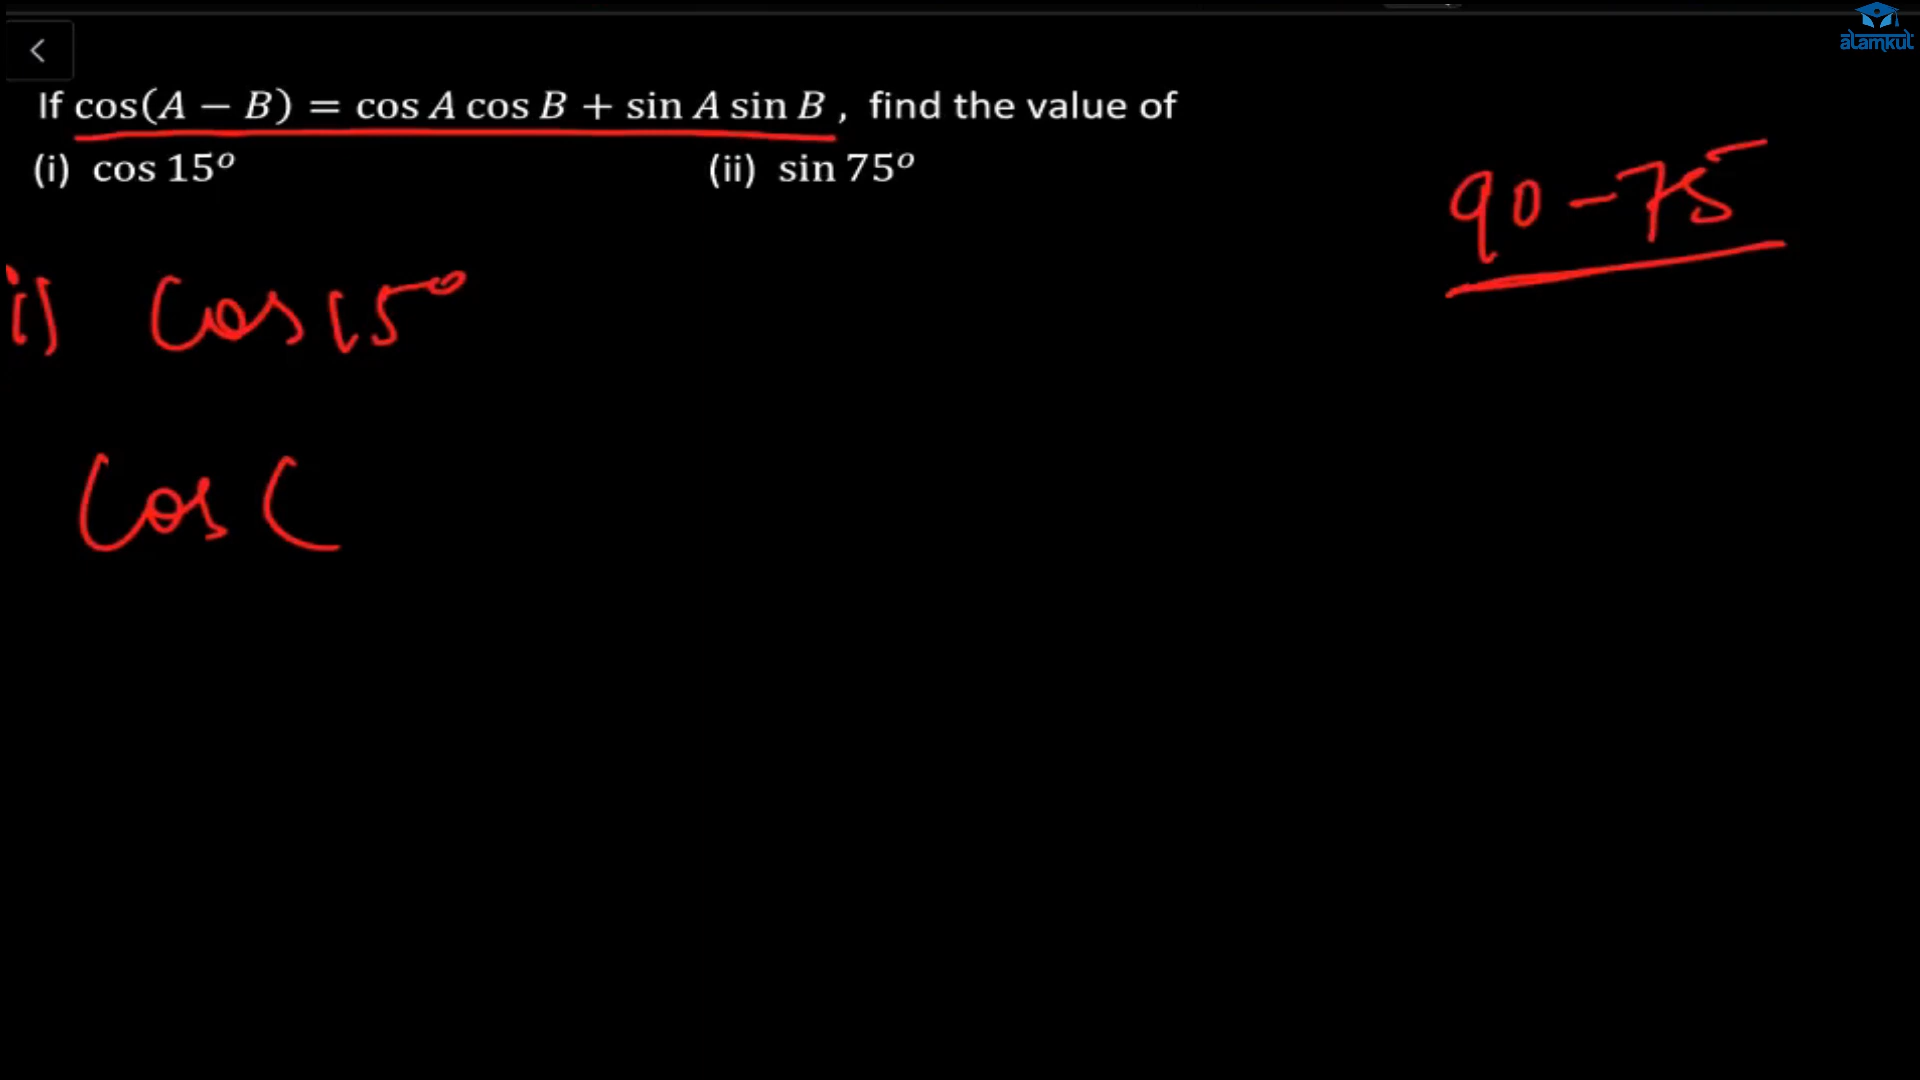 alamkul
If cos(A − B) = cos A cos B + sin A sin B , find the value of
(i) cos 15°
(ii) sin 75°
90 - 75
i) Cos 15°
Cos (